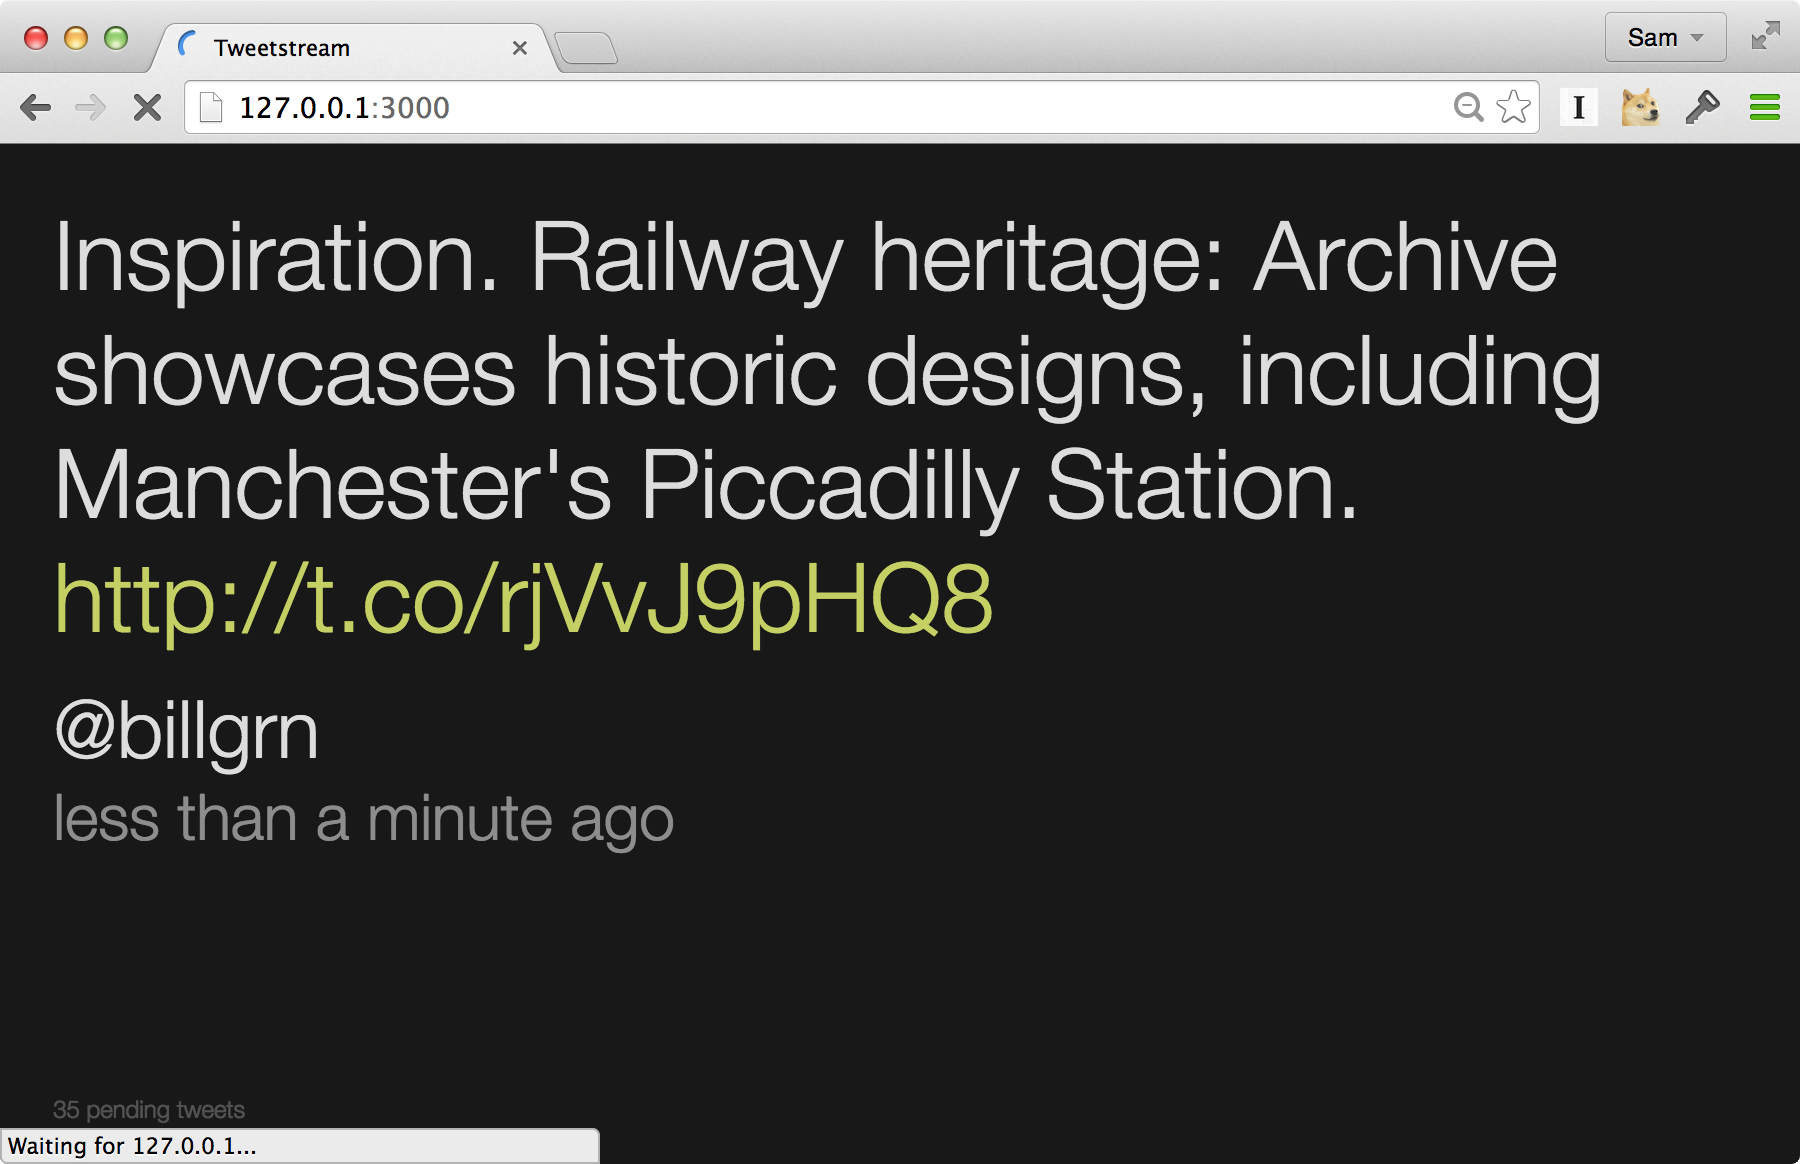 Tweetstream
Sam
127.0.0.1:3000
I
Inspiration. Railway heritage: Archive
showcases historic designs, including
Manchester's Piccadilly Station.
http://t.co/rjVvJ9pHQ8
@billgrn
less than a minute ago
35 pending tweets
Waiting for 127.0.0.1...